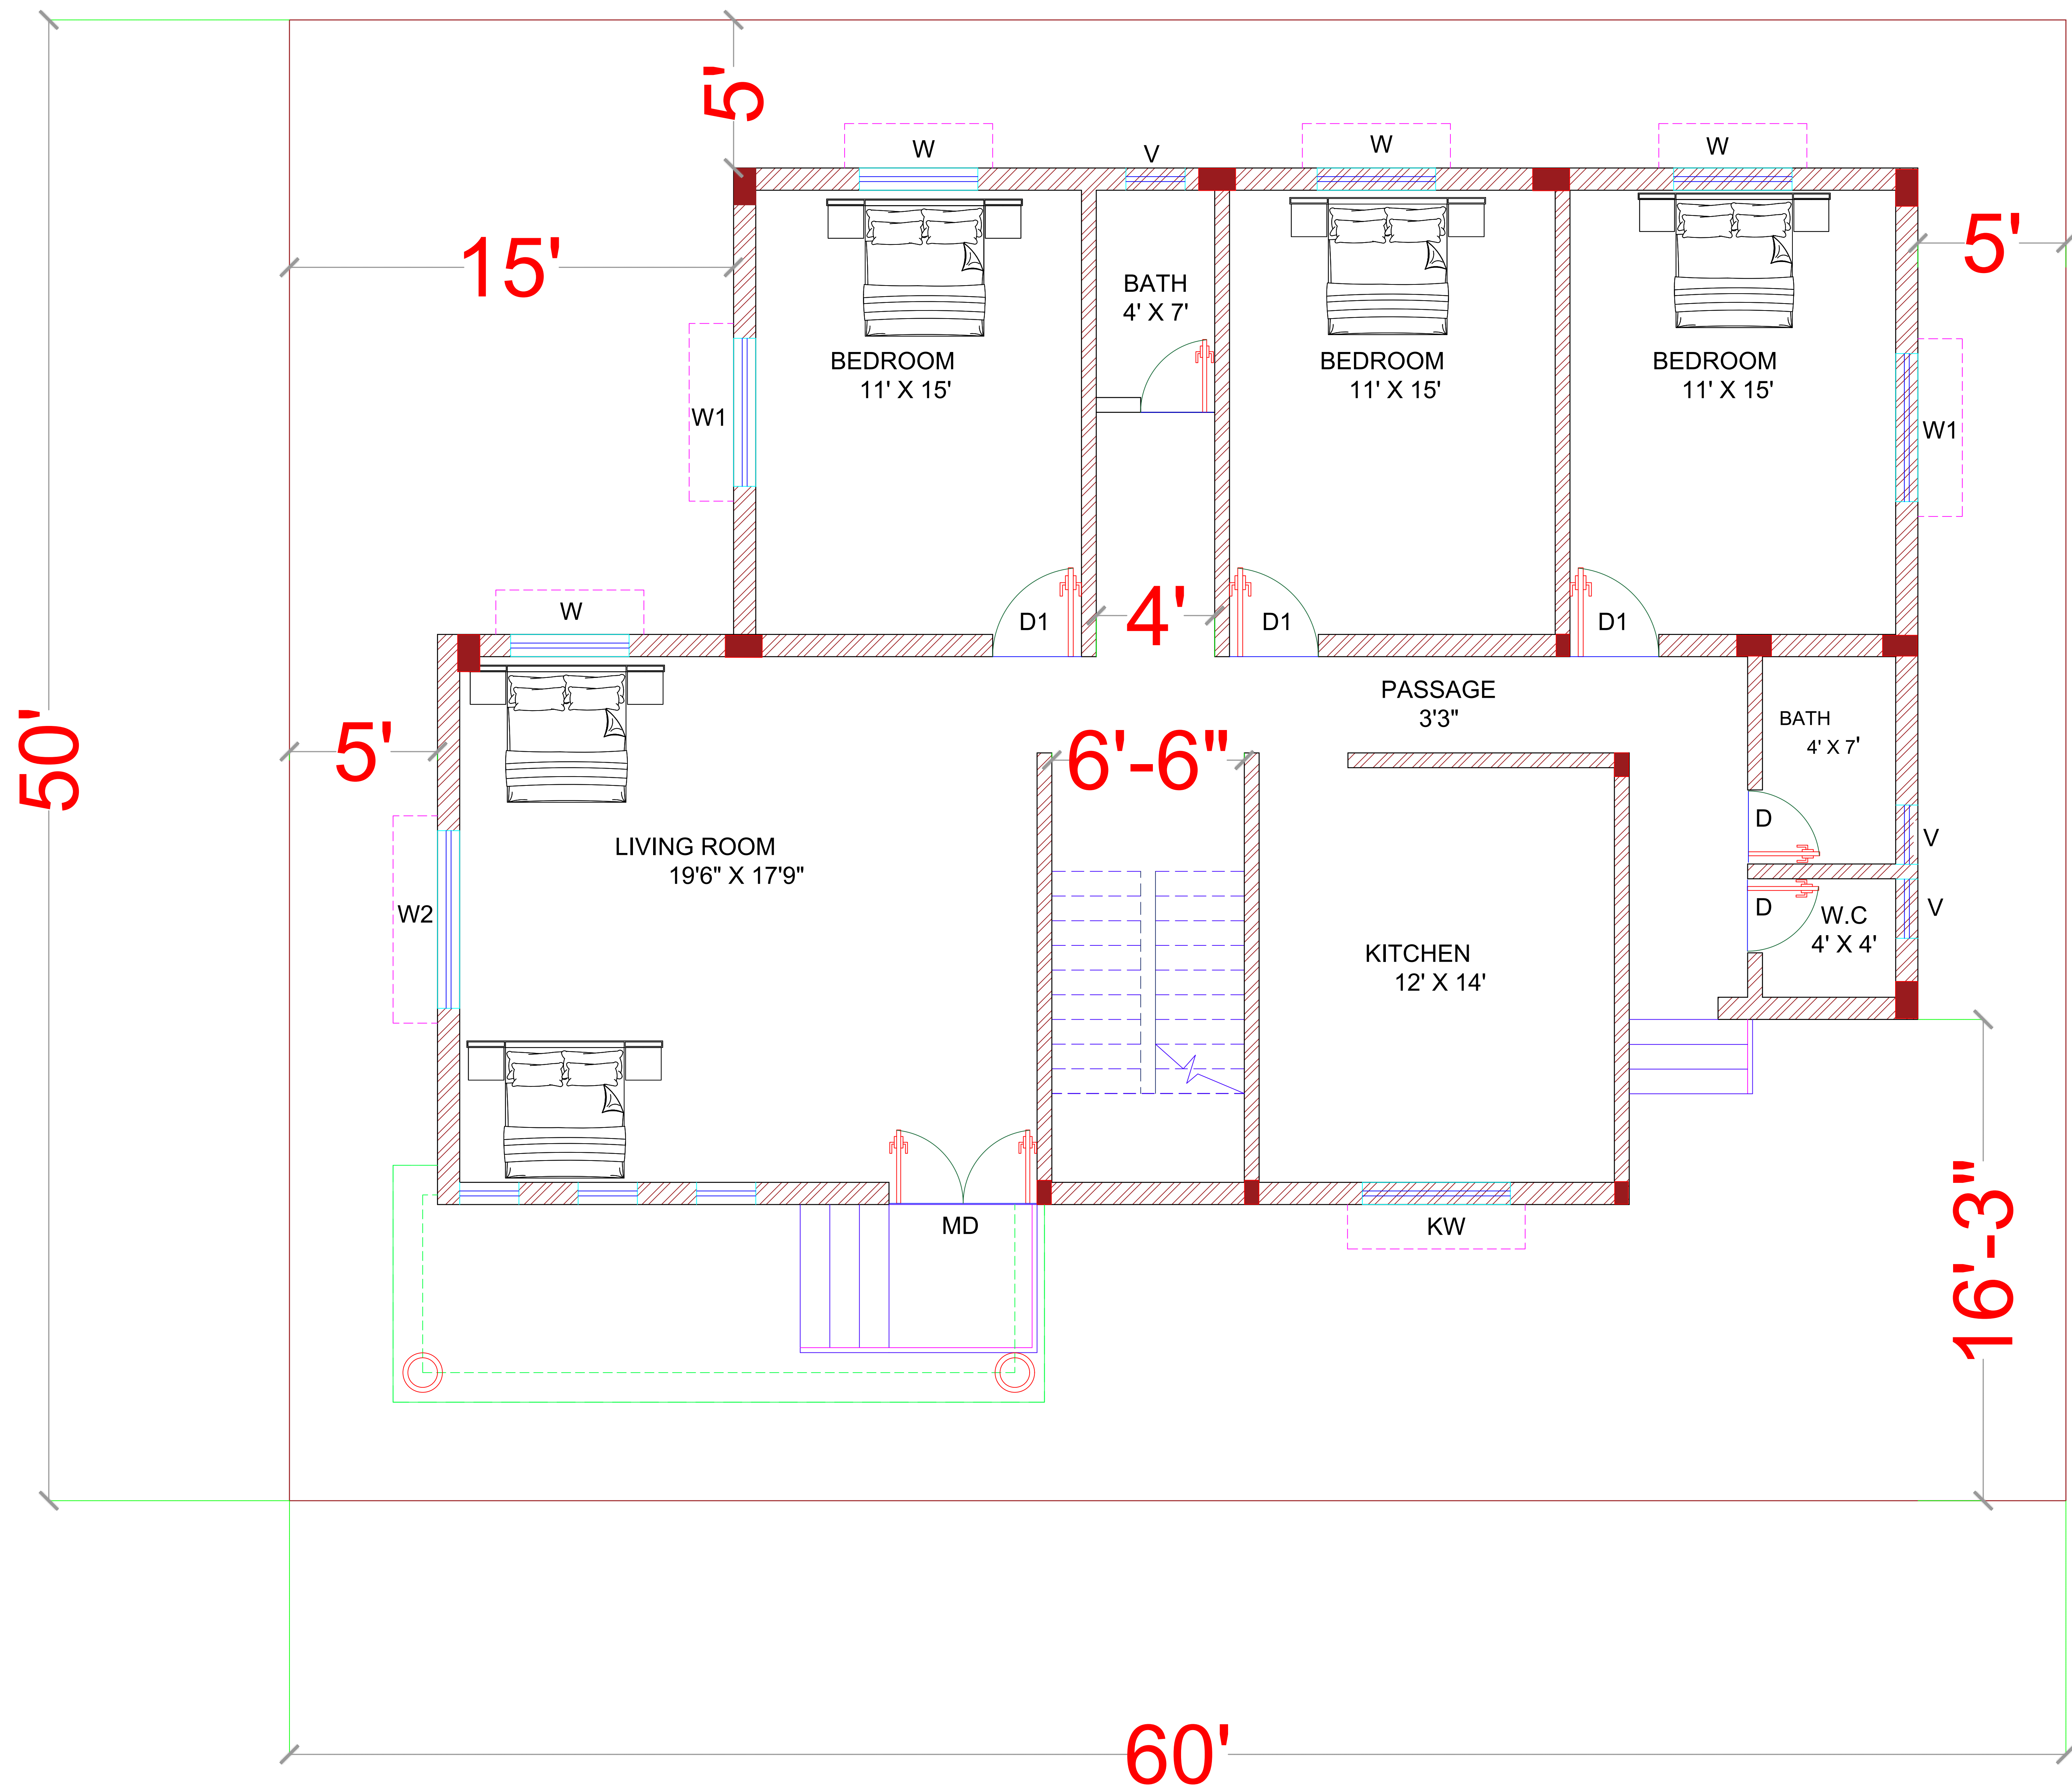 5'
W
V
W
W
15'
5'
BATH
4' X 7'
BEDROOM
11' X 15'
BEDROOM
11' X 15'
BEDROOM
11' X 15'
W1
W1
W
D1
4'
D1
D1
PASSAGE
3'3"
BATH
4' X 7'
50'
5'
6'-6"
LIVING ROOM
19'6" X 17'9"
D
V
W2
D
W.C
4' X 4'
V
KITCHEN
12' X 14'
MD
KW
16'-3"
60'